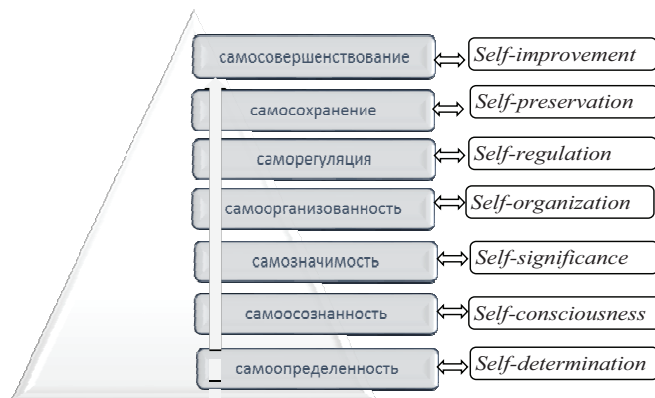 самосовершенствование Self-improvement
самосохранение Self-preservation
саморегуляция Self-regulation
самоорганизованность Self-organization
самозначимость Self-significance
самоосознанность Self-consciousness
самоопределенность Self-determination